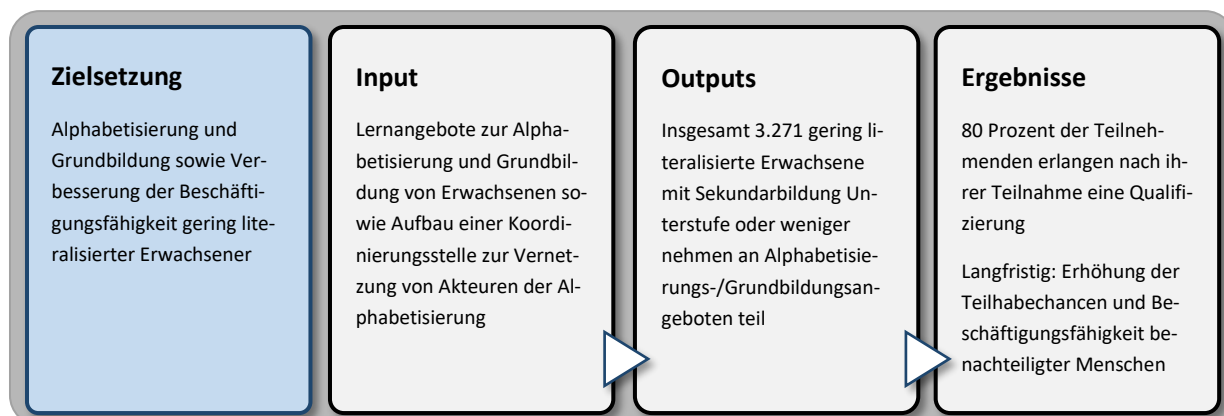 Zielsetzung
Alphabetisierung und
Grundbildung sowie Ver-
besserung der Beschäfti-
gungsfähigkeit gering lite-
ralisierter Erwachsener
Input
Lernangebote zur Alpha-
betisierung und Grundbil-
dung von Erwachsenen so-
wie Aufbau einer Koordi-
nierungsstelle zur Vernet-
zung von Akteuren der Al-
phabetisierung
Outputs
Insgesamt 3.271 gering li-
teralisierte Erwachsene
mit Sekundarbildung Un-
terstufe oder weniger
nehmen an Alphabetisie-
rungs-/Grundbildungsan-
geboten teil
Ergebnisse
80 Prozent der Teilneh-
menden erlangen nach ih-
rer Teilnahme eine Qualifi-
zierung
Langfristig: Erhöhung der
Teilhabechancen und Be-
schäftigungsfähigkeit be-
nachteiligter Menschen